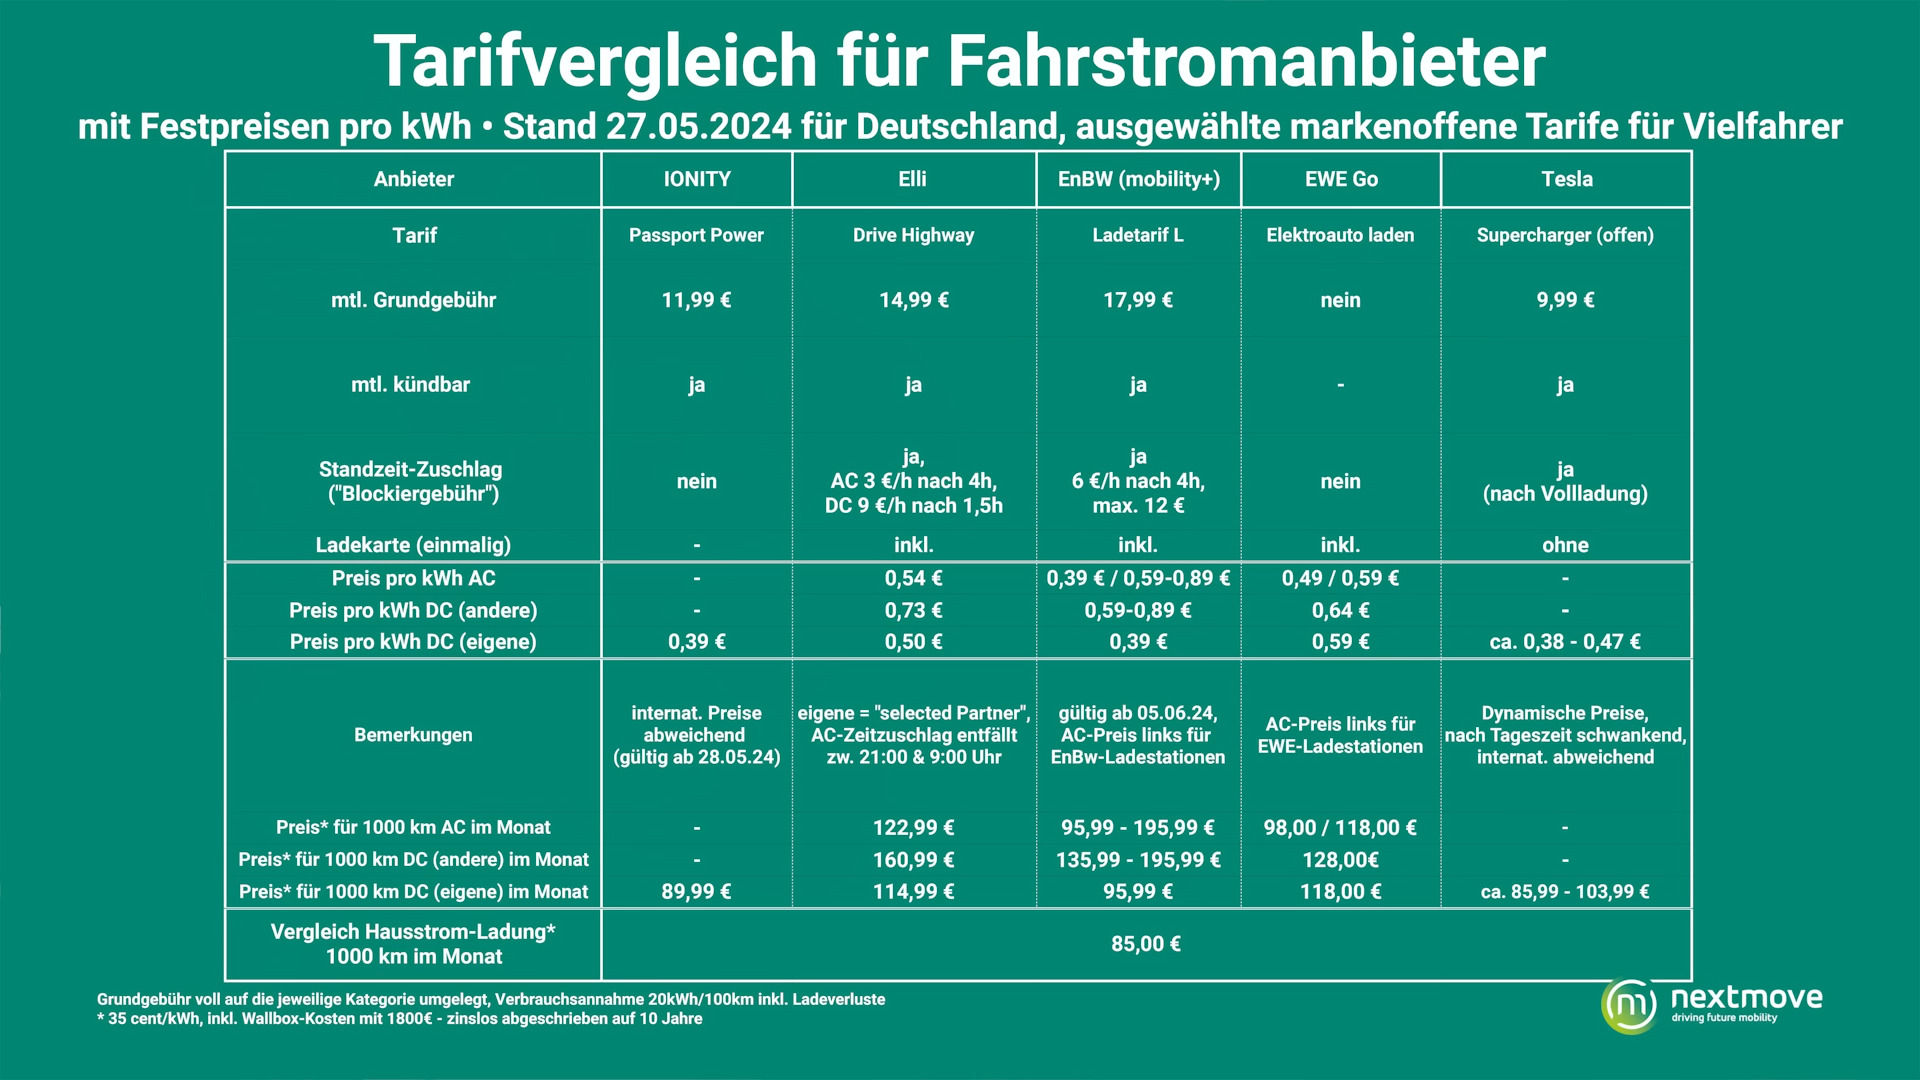 Tarifvergleich für Fahrstromanbieter
mit Festpreisen pro kWh • Stand 27.05.2024 für Deutschland, ausgewählte markenoffene Tarife für Vielfahrer
Anbieter IONITY Elli EnBW (mobility+) EWE Go Tesla
Tarif Passport Power Drive Highway Ladetarif L Elektroauto laden Supercharger (offen)
mtl. Grundgebühr 11,99 € 14,99 € 17,99 € nein 9,99 €
mtl. kündbar ja ja ja - ja
Standzeit-Zuschlag
("Blockiergebühr")
nein
ja,
AC 3 €/h nach 4h,
DC 9 €/h nach 1,5h
ja
6 €/h nach 4h,
max. 12 €
nein
ja
(nach Vollladung)
Ladekarte (einmalig) - inkl. inkl. inkl. ohne
Preis pro kWh AC - 0,54 € 0,39 € / 0,59-0,89 € 0,49 / 0,59 € -
Preis pro kWh DC (andere) - 0,73 € 0,59-0,89 € 0,64 € -
Preis pro kWh DC (eigene) 0,39 € 0,50 € 0,39 € 0,59 € ca. 0,38 - 0,47 €
Bemerkungen
internat. Preise
abweichend
(gültig ab 28.05.24)
eigene = "selected Partner",
AC-Zeitzuschlag entfällt
zw. 21:00 & 9:00 Uhr
gültig ab 05.06.24,
AC-Preis links für
EnBw-Ladestationen
AC-Preis links für
EWE-Ladestationen
Dynamische Preise,
nach Tageszeit schwankend,
internat. abweichend
Preis* für 1000 km AC im Monat - 122,99 € 95,99 - 195,99 € 98,00 / 118,00 € -
Preis* für 1000 km DC (andere) im Monat - 160,99 € 135,99 - 195,99 € 128,00€ -
Preis* für 1000 km DC (eigene) im Monat 89,99 € 114,99 € 95,99 € 118,00 € ca. 85,99 - 103,99 €
Vergleich Hausstrom-Ladung*
1000 km im Monat
85,00 €
Grundgebühr voll auf die jeweilige Kategorie umgelegt, Verbrauchsannahme 20kWh/100km inkl. Ladeverluste
* 35 cent/kWh, inkl. Wallbox-Kosten mit 1800€ - zinslos abgeschrieben auf 10 Jahre
nextmove
driving future mobility